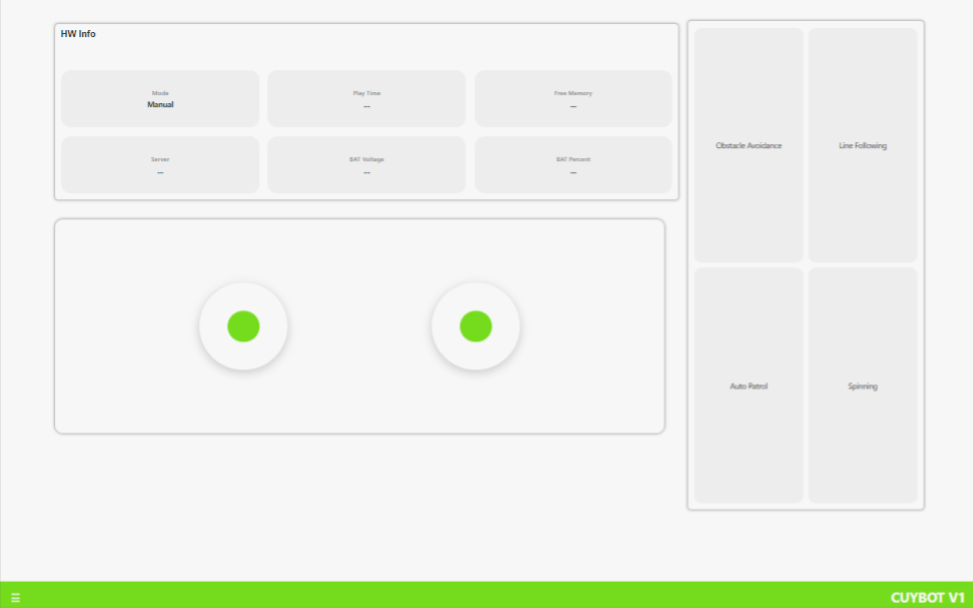 HW Info
Mode
Manual
Play Time
---
Free Memory
---
Server
---
BAT Voltage
---
BAT Percent
---
Obstacle Avoidance
Line Following
Auto Patrol
Spinning
CUYBOT V1